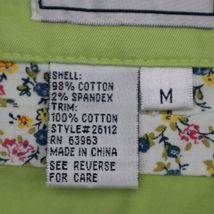 SHELL:
98% COTTON
2% SPANDEX
TRIM:
100% COTTON
STYLE# 26112
RN 63963
MADE IN CHINA
SEE REVERSE
FOR CARE
M